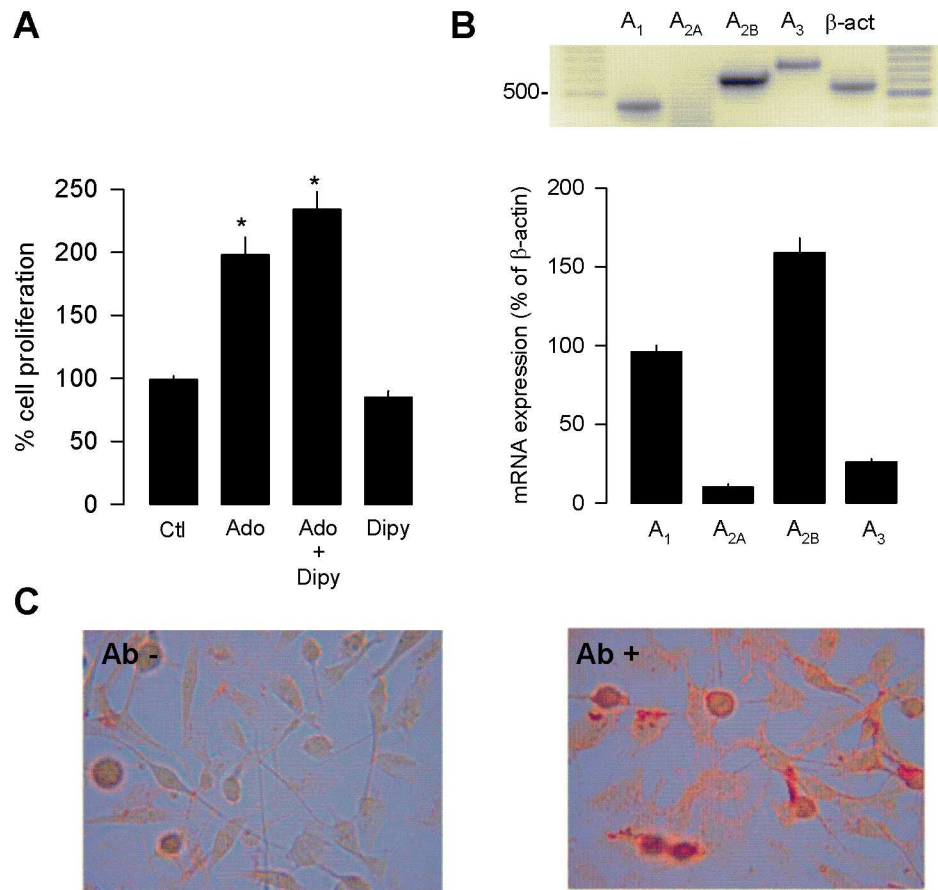 A
250
200
150
100
50
0
% cell proliferation
*
*
Ctl
Ado
Ado
+
Dipy
Dipy
B
A1 A2A A2B A3 β-act
500-
200
150
100
50
0
mRNA expression (% of β-actin)
A1 A2A A2B A3
C
Ab -
Ab +